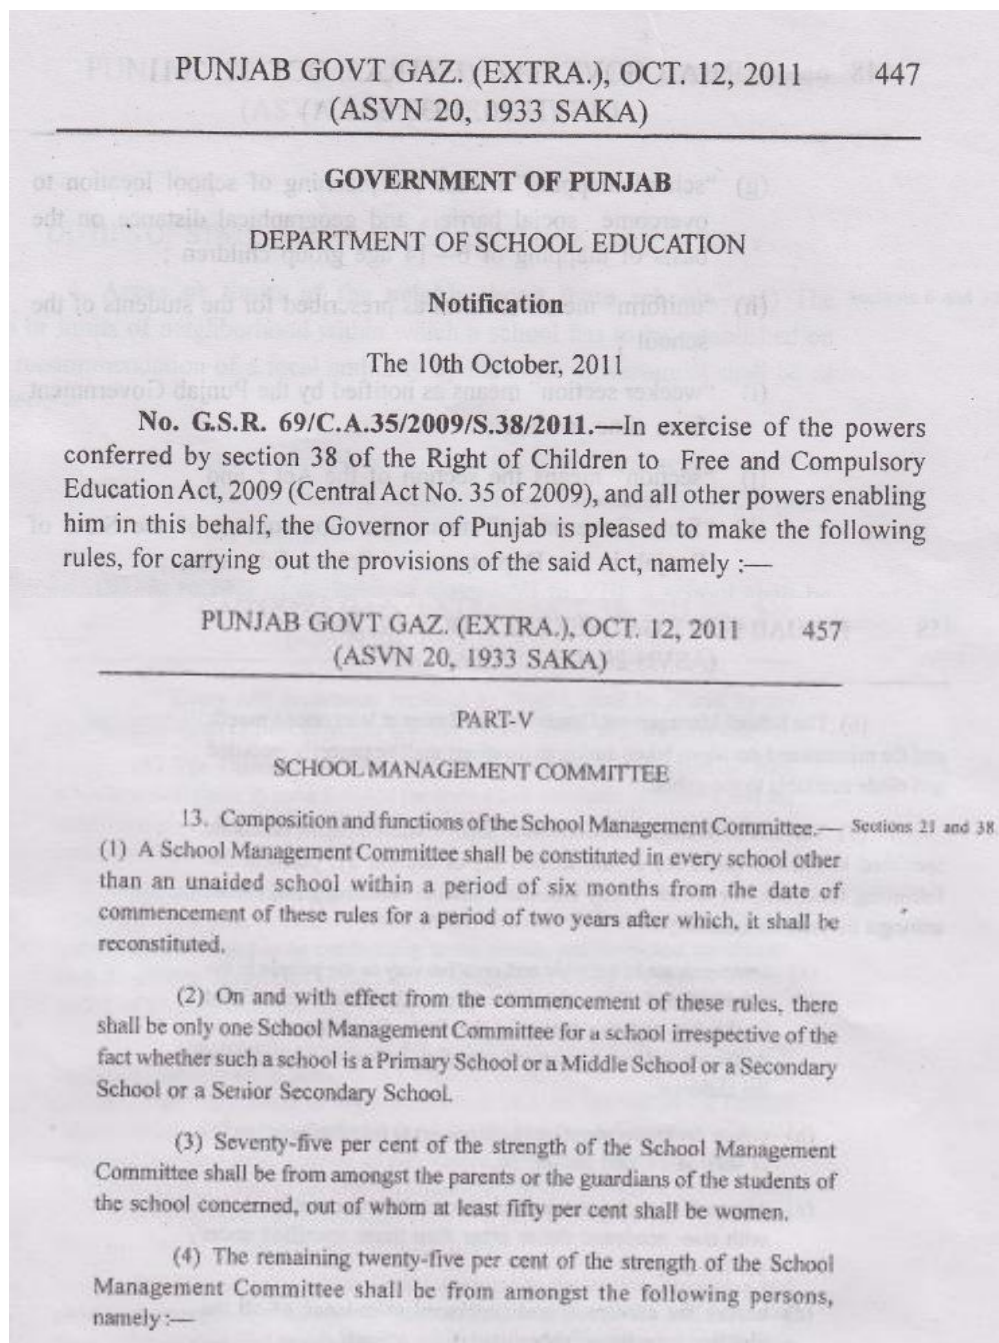 PUNJAB GOVT GAZ. (EXTRA.), OCT. 12, 2011 447
(ASVN 20, 1933 SAKA)
GOVERNMENT OF PUNJAB
DEPARTMENT OF SCHOOL EDUCATION
Notification
The 10th October, 2011
No. G.S.R. 69/C.A.35/2009/S.38/2011.—In exercise of the powers
conferred by section 38 of the Right of Children to Free and Compulsory
Education Act, 2009 (Central Act No. 35 of 2009), and all other powers enabling
him in this behalf, the Governor of Punjab is pleased to make the following
rules, for carrying out the provisions of the said Act, namely :—
PUNJAB GOVT GAZ. (EXTRA.), OCT. 12, 2011 457
(ASVN 20, 1933 SAKA)
PART-V
SCHOOL MANAGEMENT COMMITTEE
13. Composition and functions of the School Management Committee.— Sections 21 and 38.
(1) A School Management Committee shall be constituted in every school other
than an unaided school within a period of six months from the date of
commencement of these rules for a period of two years after which, it shall be
reconstituted.
(2) On and with effect from the commencement of these rules, there
shall be only one School Management Committee for a school irrespective of the
fact whether such a school is a Primary School or a Middle School or a Secondary
School or a Senior Secondary School.
(3) Seventy-five per cent of the strength of the School Management
Committee shall be from amongst the parents or the guardians of the students of
the school concerned, out of whom at least fifty per cent shall be women.
(4) The remaining twenty-five per cent of the strength of the School
Management Committee shall be from amongst the following persons,
namely :—